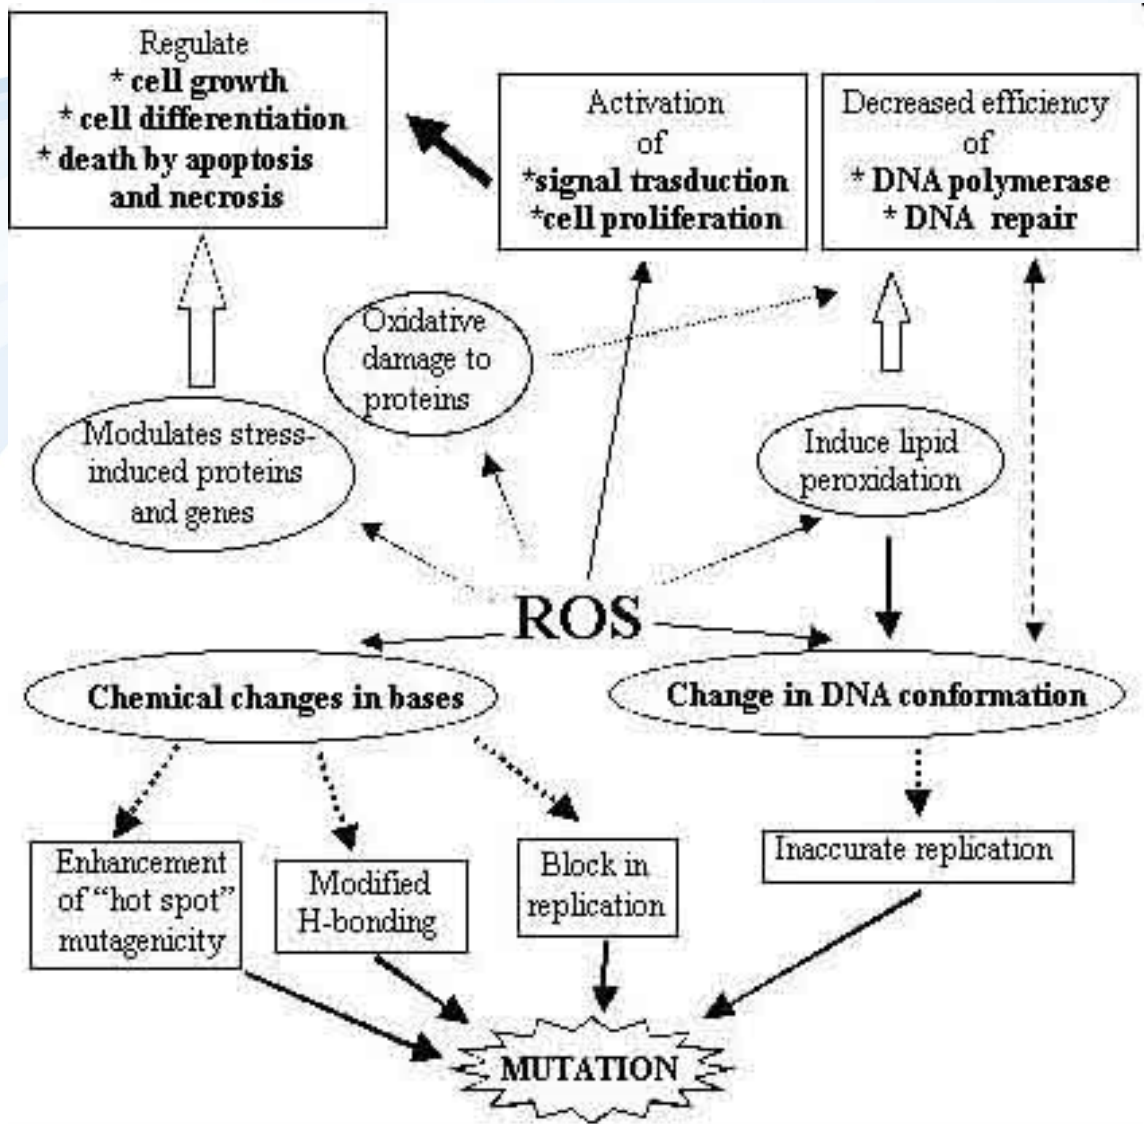 Regulate
* cell growth
* cell differentiation
* death by apoptosis
and necrosis
Activation
of
*signal trasduction
*cell proliferation
Decreased efficiency
of
* DNA polymerase
* DNA repair
Oxidative
damage to
proteins
Modulates stress-
induced proteins
and genes
Induce lipid
peroxidation
ROS
Chemical changes in bases
Change in DNA conformation
Enhancement
of “hot spot”
mutagenicity
Modified
H-bonding
Block in
replication
Inaccurate replication
MUTATION